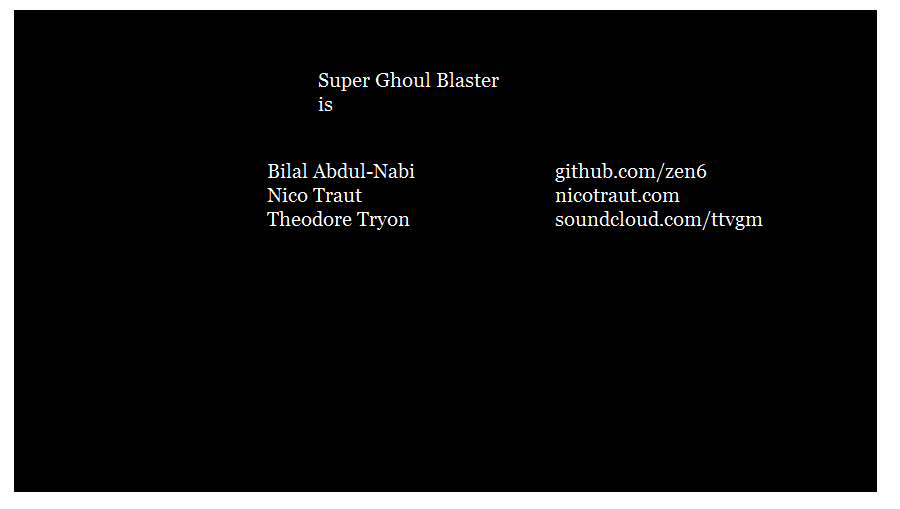 Super Ghoul Blaster
is
Bilal Abdul-Nabi github.com/zen6
Nico Traut nicotraut.com
Theodore Tryon soundcloud.com/ttvgm